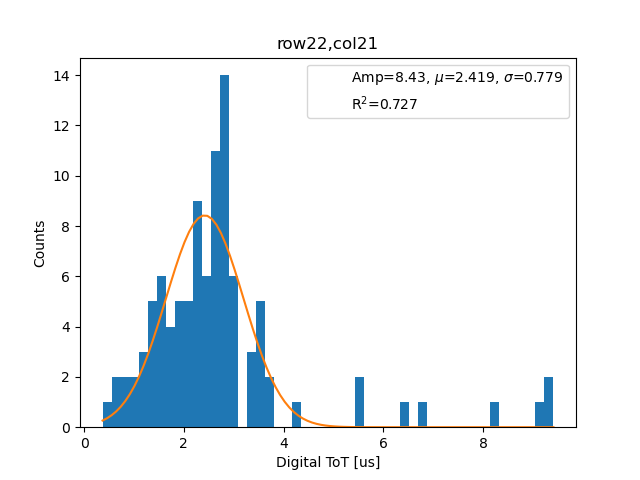 row22,col21
Amp=8.43, μ=2.419, σ=0.779
R²=0.727
Counts
14
12
10
8
6
4
2
0
0 2 4 6 8
Digital ToT [us]